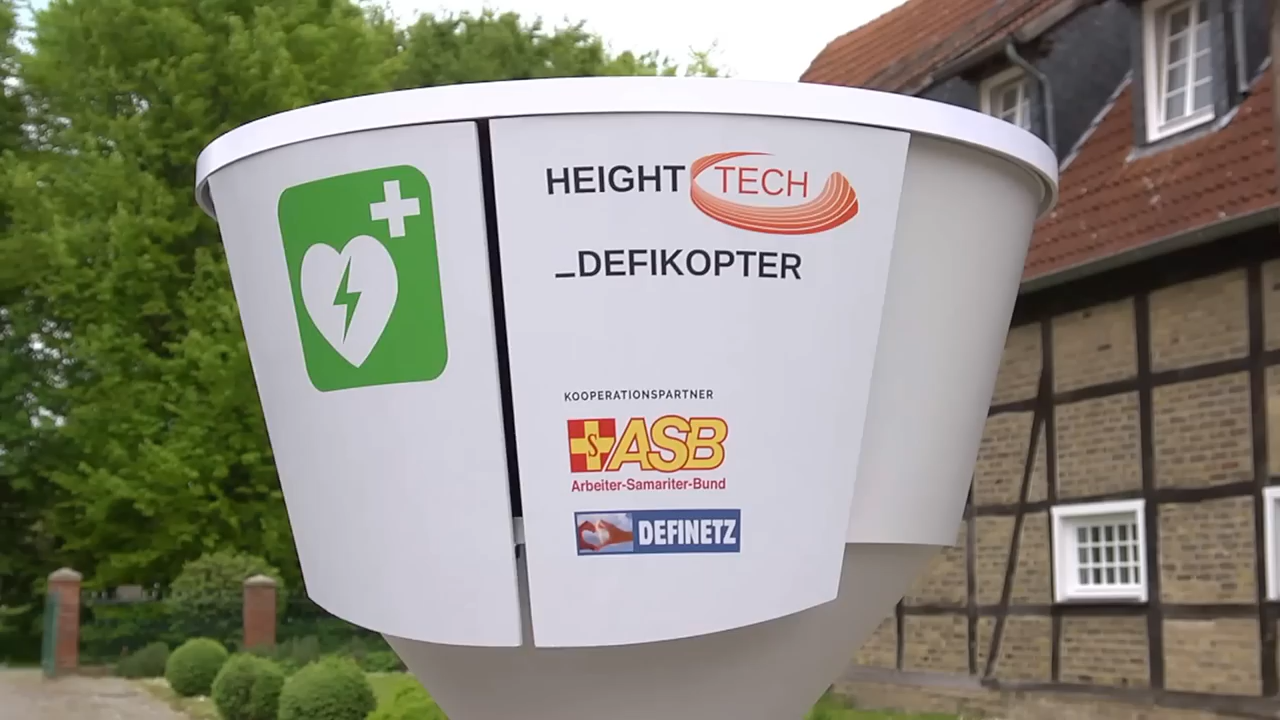 HEIGHT TECH
_DEFIKOPTER
KOOPERATIONSPARTNER
S ASB
Arbeiter-Samariter-Bund
DEFINETZ